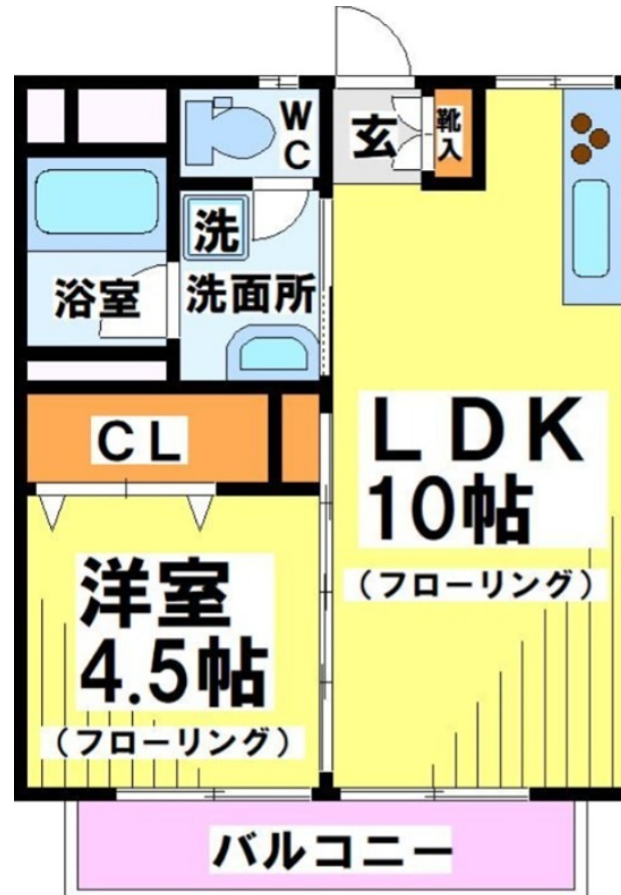 WC
玄
靴入
洗
洗面所
浴室
CL
LDK
10帖
（フローリング）
洋室
4.5帖
（フローリング）
バルコニー